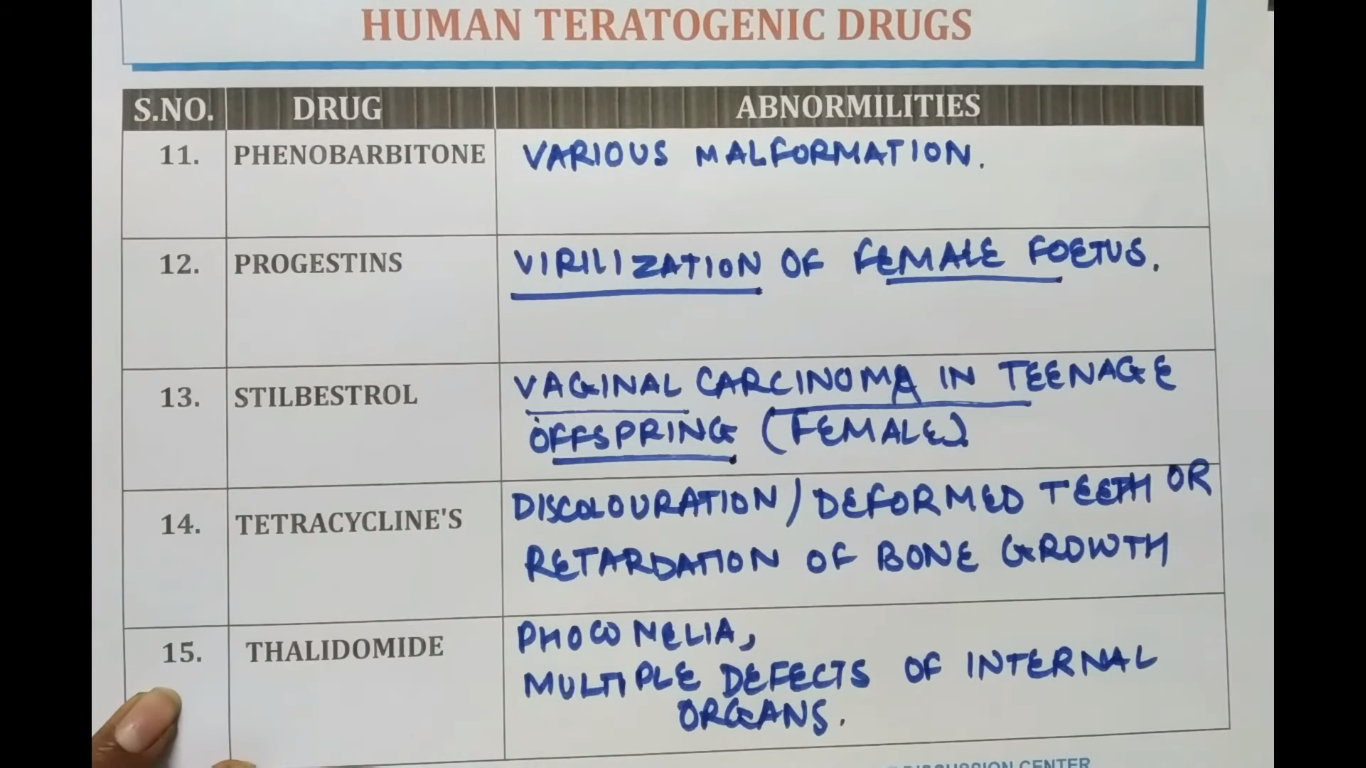 HUMAN TERATOGENIC DRUGS
S.NO. DRUG ABNORMILITIES
11. PHENOBARBITONE VARIOUS MALFORMATION.
12. PROGESTINS VIRILIZATION OF FEMALE FOETUS.
13. STILBESTROL VAGINAL CARCINOMA IN TEENAGE
OFFSPRING (FEMALE)
14. TETRACYCLINE'S DISCOLOURATION/DEFORMED TEETH OR
RETARDATION OF BONE GROWTH
15. THALIDOMIDE PHOCOMELIA,
MULTIPLE DEFECTS OF INTERNAL
ORGANS.
DISCUSSION CENTER